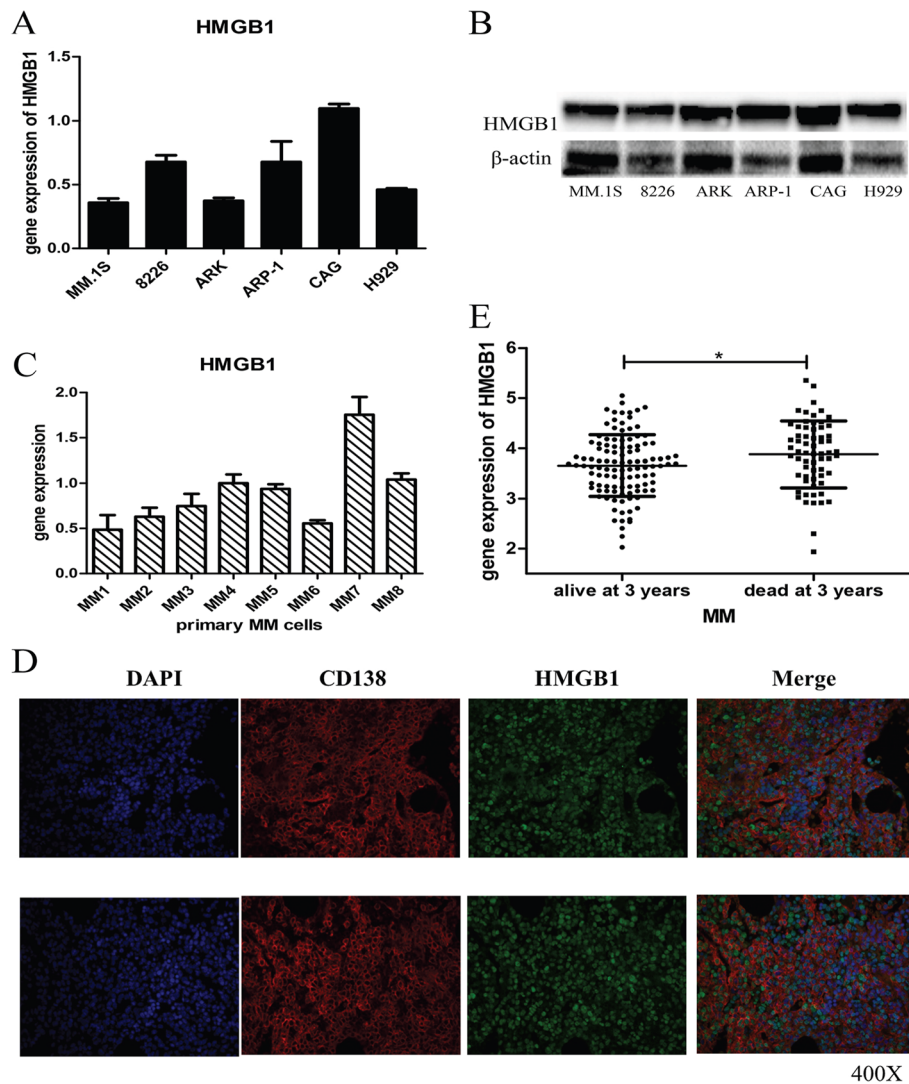 A
HMGB1
gene expression of HMGB1
1.5
1.0
0.5
0.0
MM.1S
8226
ARK
ARP-1
CAG
H929
B
HMGB1
β-actin
MM.1S 8226 ARK ARP-1 CAG H929
C
HMGB1
gene expression
2.0
1.5
1.0
0.5
0.0
MM1
MM2
MM3
MM4
MM5
MM6
MM7
MM8
primary MM cells
E
gene expression of HMGB1
6
5
4
3
2
*
alive at 3 years dead at 3 years
MM
D
DAPI CD138 HMGB1 Merge
400X